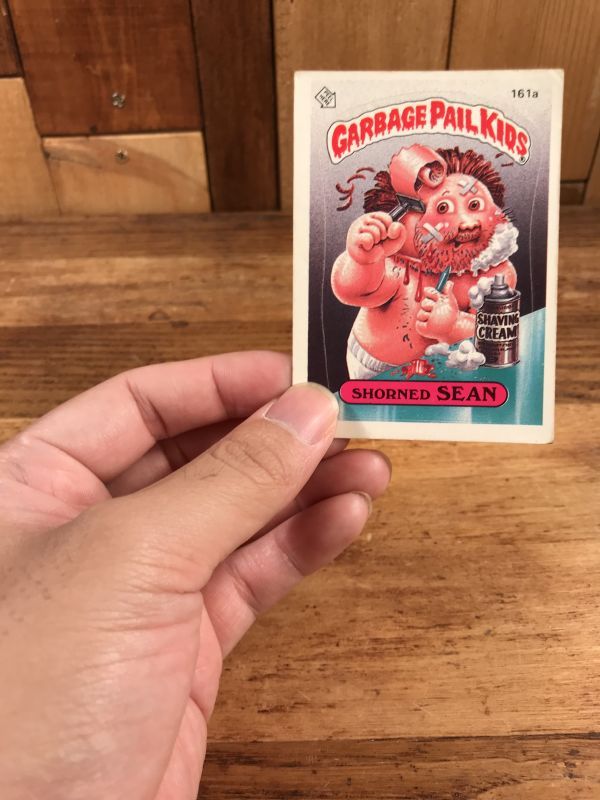 161a
GARBAGE PAIL KIDS®
SHAVING
CREAM
SHORNED SEAN